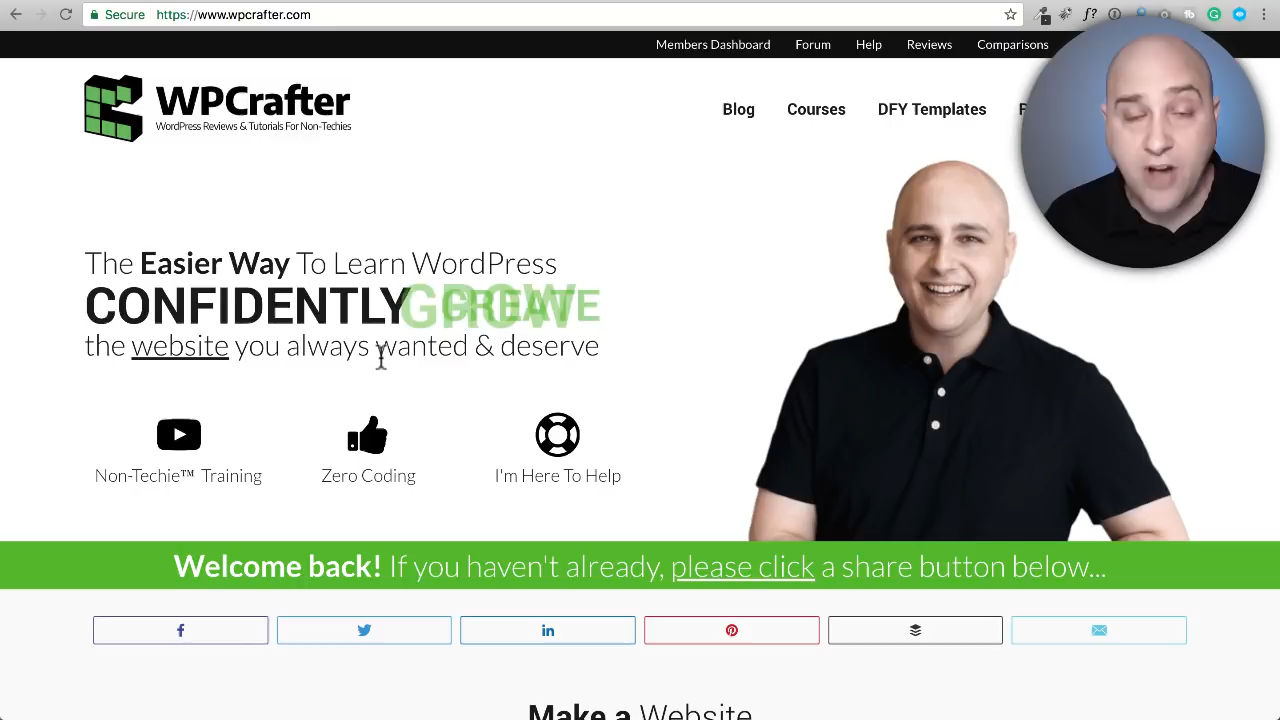 Secure https://www.wpcrafter.com
Members Dashboard Forum Help Reviews Comparisons
WPCrafter
WordPress Reviews & Tutorials For Non-Techies
Blog Courses DFY Templates
The Easier Way To Learn WordPress
CONFIDENTLY GROW CREATE
the website you always wanted & deserve
Non-Techie™ Training Zero Coding I'm Here To Help
Welcome back! If you haven't already, please click a share button below...
Make a Website